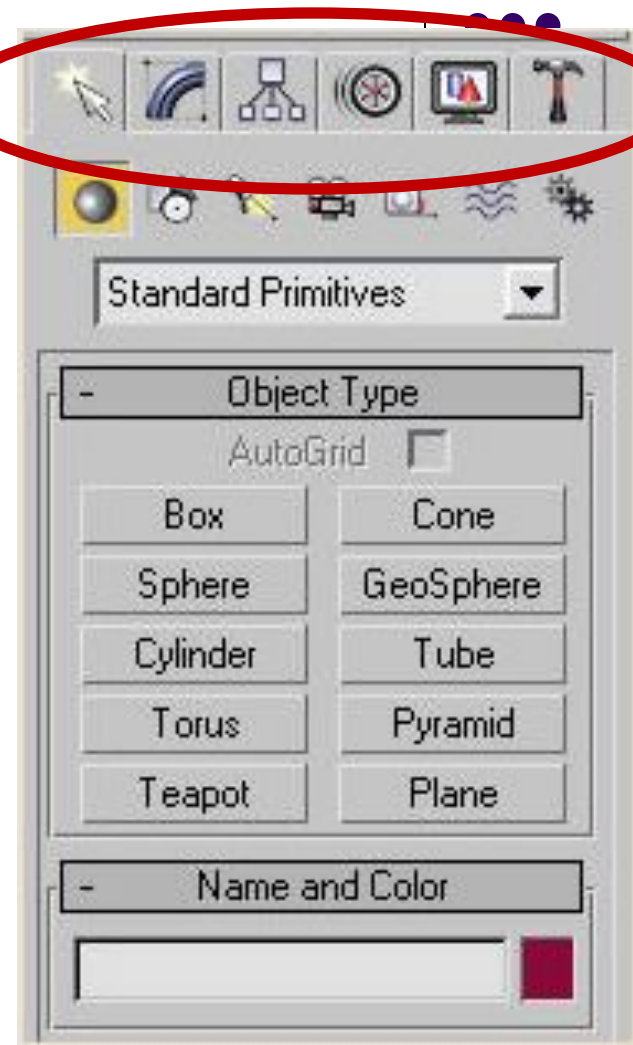 Standard Primitives
- Object Type
AutoGrid
Box Cone
Sphere GeoSphere
Cylinder Tube
Torus Pyramid
Teapot Plane
- Name and Color